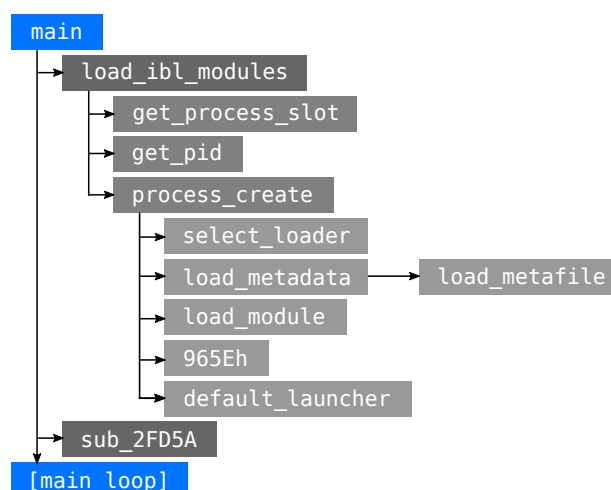 main
load_ibl_modules
get_process_slot
get_pid
process_create
select_loader
load_metadata load_metafile
load_module
965Eh
default_launcher
sub_2FD5A
[main loop]